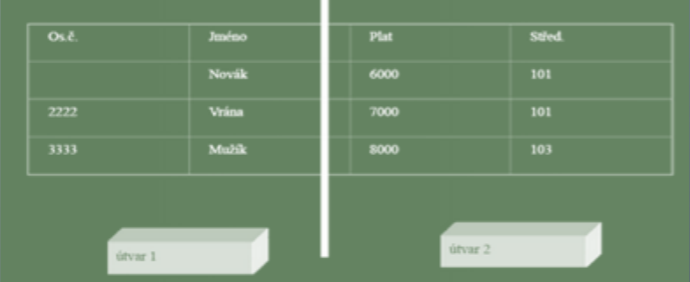 Os.č. Jméno Plat Střed.
Novák 6000 101
2222 Vrána 7000 101
3333 Mužík 8000 103
útvar 1 útvar 2